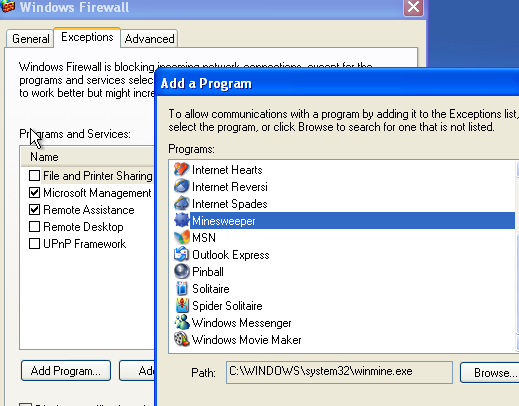 Windows Firewall
General Exceptions Advanced
Windows Firewall is blocking incoming network connections, except for the
programs and services selec
to work better but might incre
Programs and Services:
Name
File and Printer Sharing
Microsoft Management
Remote Assistance
Remote Desktop
UPnP Framework
Add Program... Add
Add a Program
To allow communications with a program by adding it to the Exceptions list,
select the program, or click Browse to search for one that is not listed.
Programs:
Internet Hearts
Internet Reversi
Internet Spades
Minesweeper
MSN
Outlook Express
Pinball
Solitaire
Spider Solitaire
Windows Messenger
Windows Movie Maker
Path: C:\WINDOWS\system32\winmine.exe Browse...